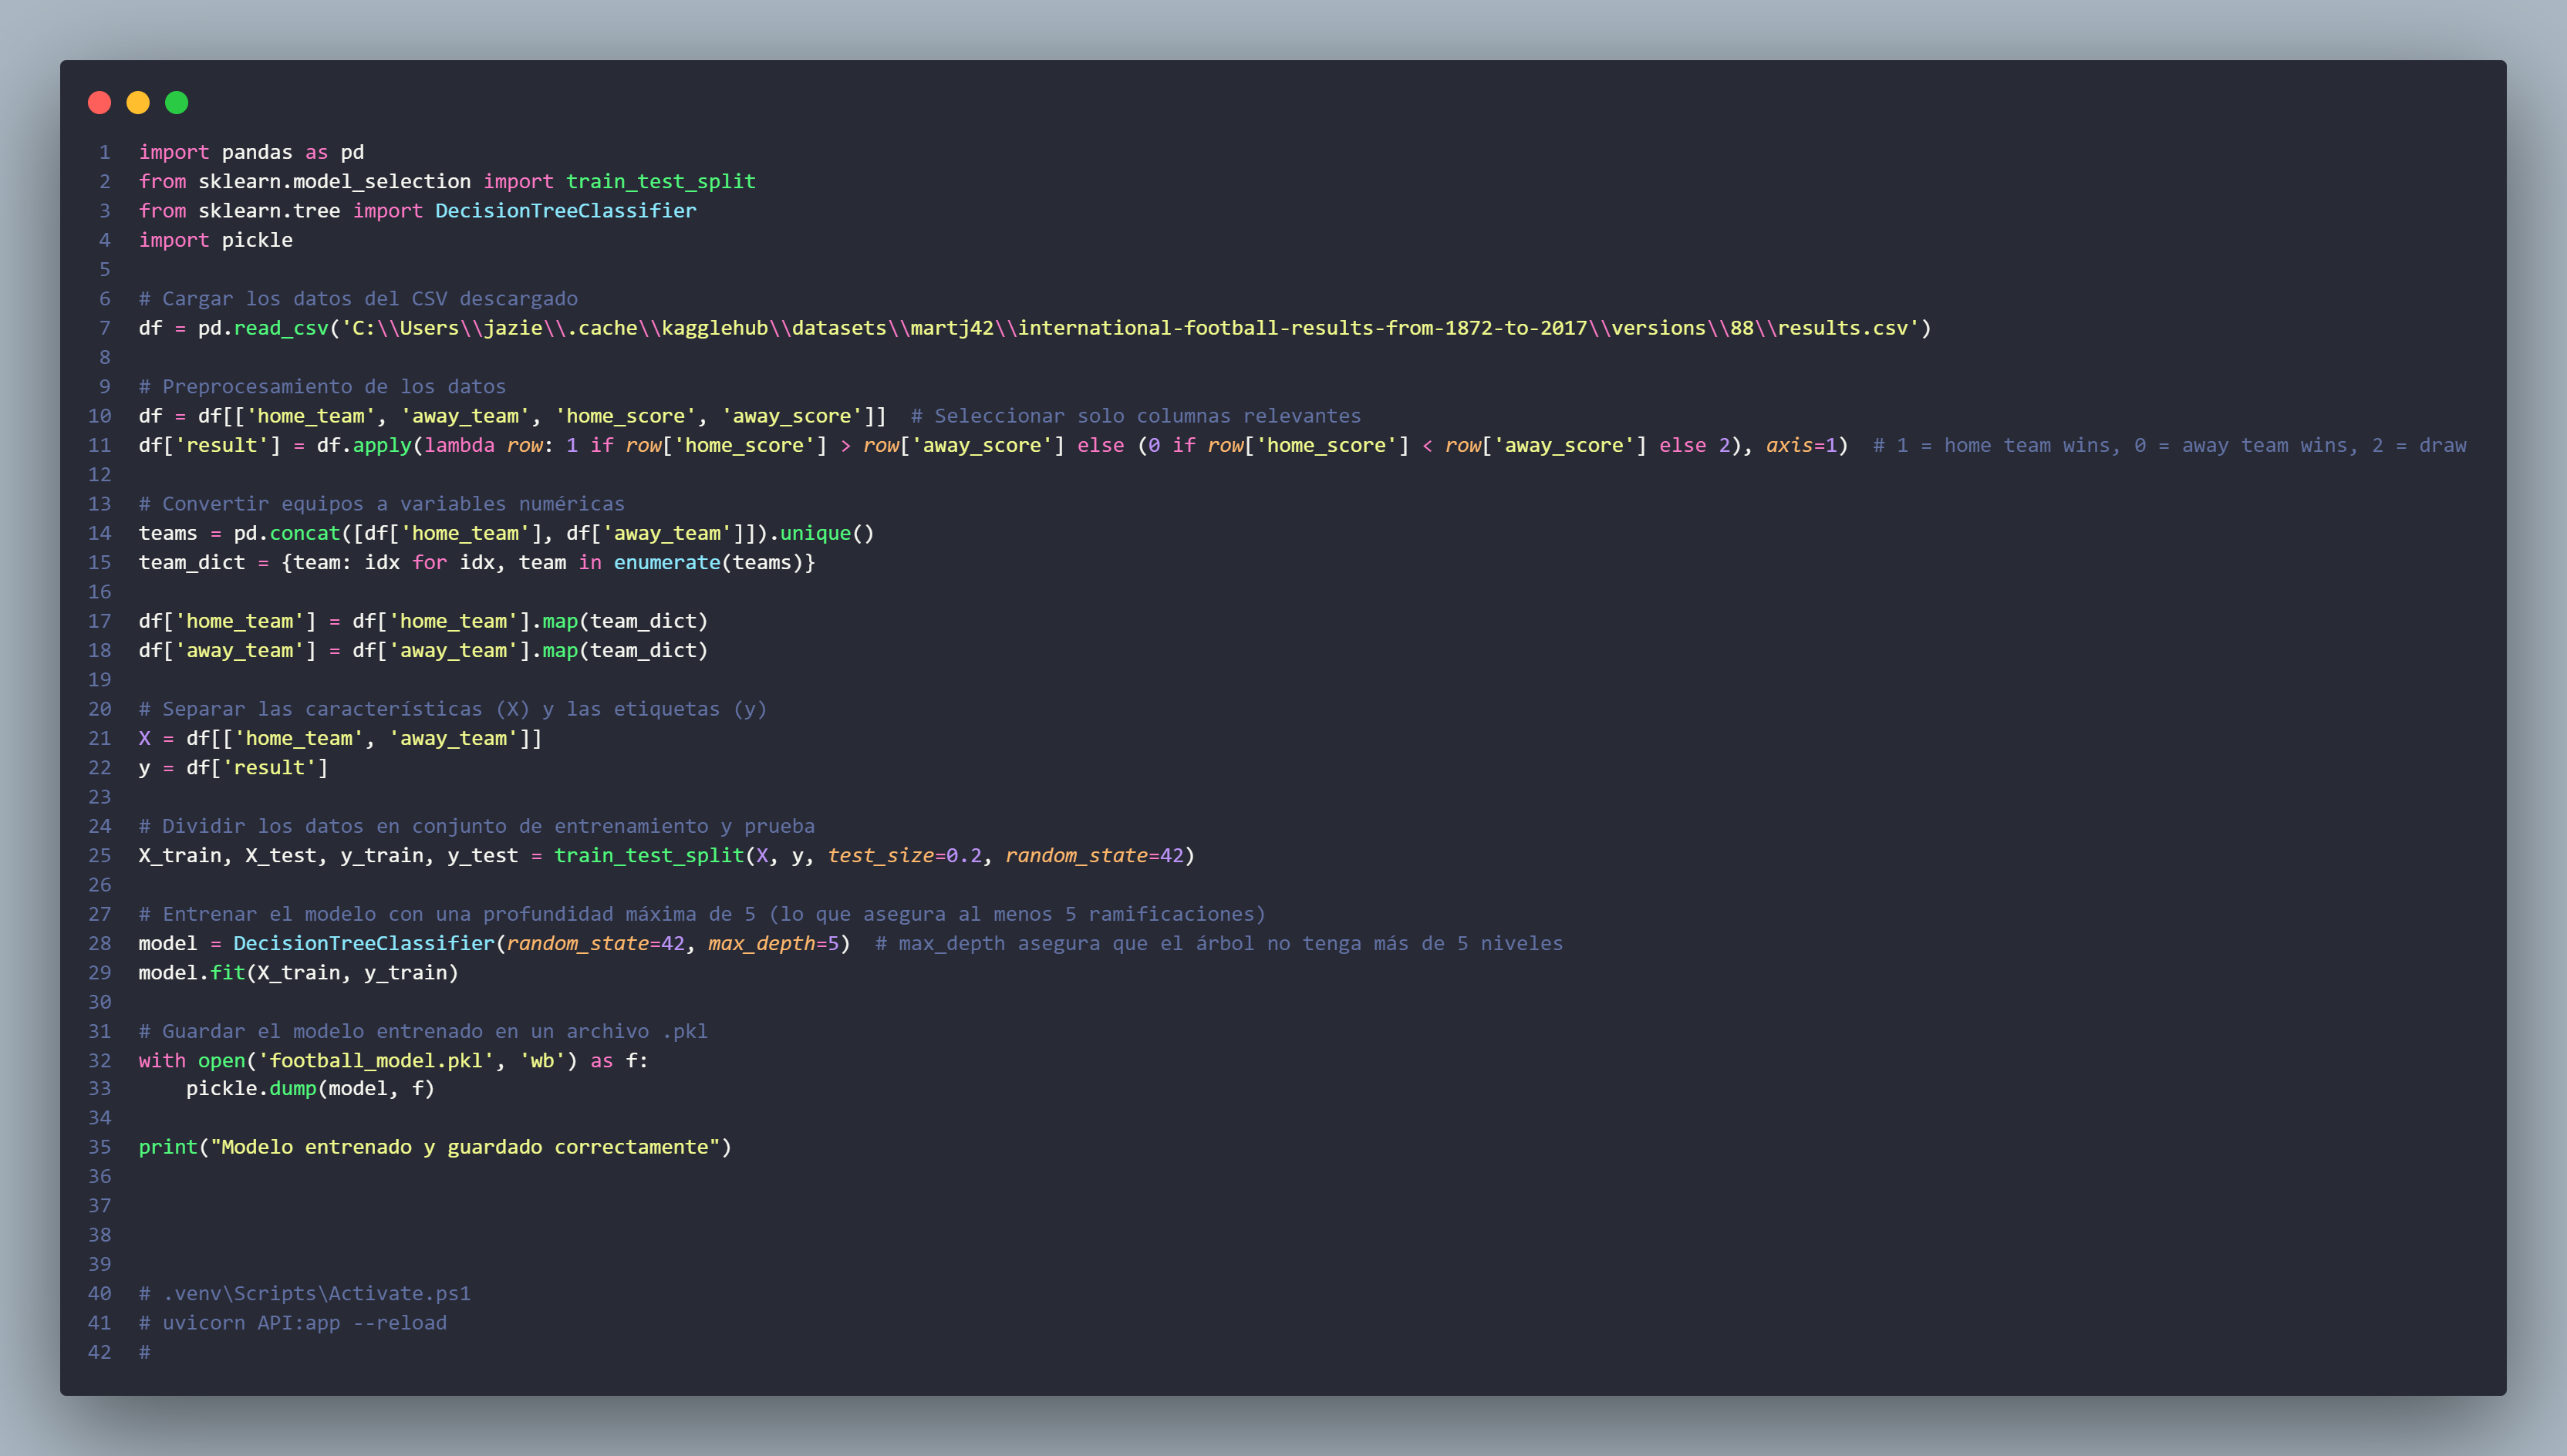 1 import pandas as pd
2 from sklearn.model_selection import train_test_split
3 from sklearn.tree import DecisionTreeClassifier
4 import pickle
5
6 # Cargar los datos del CSV descargado
7 df = pd.read_csv('C:\\Users\\jazie\\.cache\\kagglehub\\datasets\\martj42\\international-football-results-from-1872-to-2017\\versions\\88\\results.csv')
8
9 # Preprocesamiento de los datos
10 df = df[['home_team', 'away_team', 'home_score', 'away_score']]  # Seleccionar solo columnas relevantes
11 df['result'] = df.apply(lambda row: 1 if row['home_score'] > row['away_score'] else (0 if row['home_score'] < row['away_score'] else 2), axis=1)  # 1 = home team wins, 0 = away team wins, 2 = draw
12
13 # Convertir equipos a variables numéricas
14 teams = pd.concat([df['home_team'], df['away_team']]).unique()
15 team_dict = {team: idx for idx, team in enumerate(teams)}
16
17 df['home_team'] = df['home_team'].map(team_dict)
18 df['away_team'] = df['away_team'].map(team_dict)
19
20 # Separar las características (X) y las etiquetas (y)
21 X = df[['home_team', 'away_team']]
22 y = df['result']
23
24 # Dividir los datos en conjunto de entrenamiento y prueba
25 X_train, X_test, y_train, y_test = train_test_split(X, y, test_size=0.2, random_state=42)
26
27 # Entrenar el modelo con una profundidad máxima de 5 (lo que asegura al menos 5 ramificaciones)
28 model = DecisionTreeClassifier(random_state=42, max_depth=5)  # max_depth asegura que el árbol no tenga más de 5 niveles
29 model.fit(X_train, y_train)
30
31 # Guardar el modelo entrenado en un archivo .pkl
32 with open('football_model.pkl', 'wb') as f:
33     pickle.dump(model, f)
34
35 print("Modelo entrenado y guardado correctamente")
36
37
38
39
40 # .venv\Scripts\Activate.ps1
41 # uvicorn API:app --reload
42 #